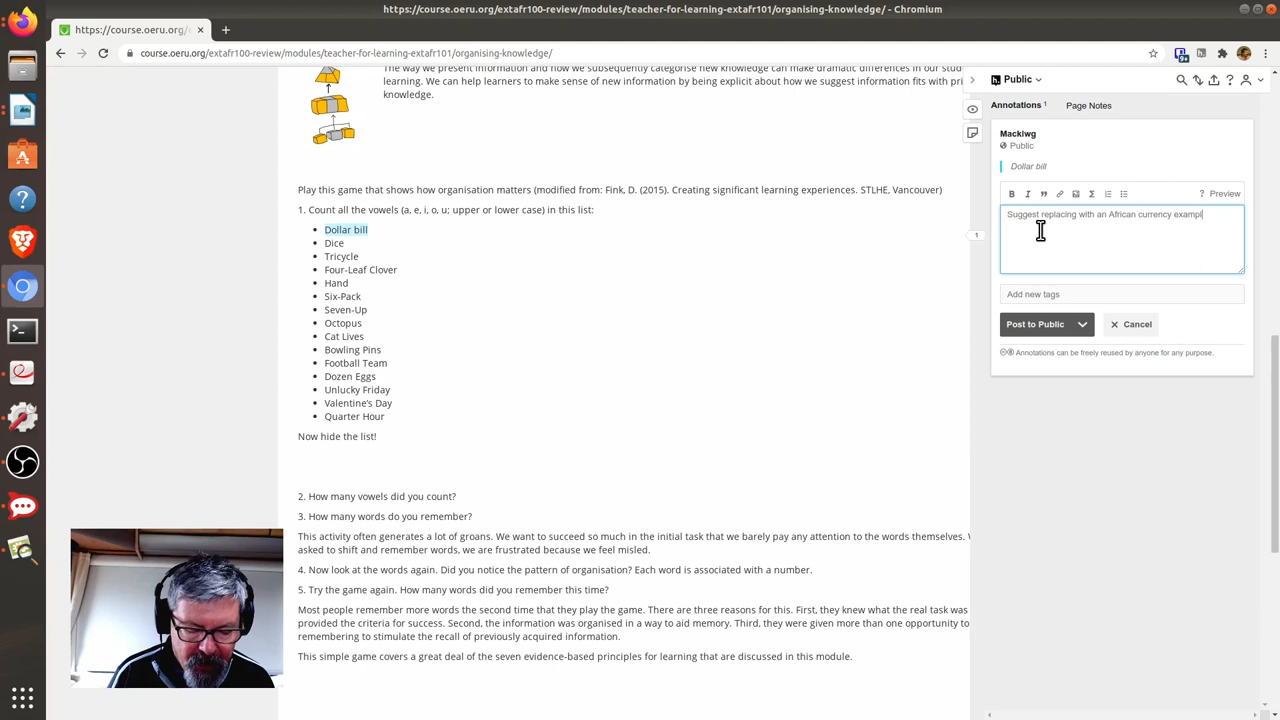 https://course.oeru.org/extafr100-review/modules/teacher-for-learning-extafr101/organising-knowledge/ - Chromium
https://course.oeru.org/
course.oeru.org/extafr100-review/modules/teacher-for-learning-extafr101/organising-knowledge/
The way we present information and how we subsequently categorise new knowledge can make dramatic differences in our stud
learning. We can help learners to make sense of new information by being explicit about how we suggest information fits with pri
knowledge.
Play this game that shows how organisation matters (modified from: Fink, D. (2015). Creating significant learning experiences. STLHE, Vancouver)
1. Count all the vowels (a, e, i, o, u; upper or lower case) in this list:
Dollar bill
Dice
Tricycle
Four-Leaf Clover
Hand
Six-Pack
Seven-Up
Octopus
Cat Lives
Bowling Pins
Football Team
Dozen Eggs
Unlucky Friday
Valentine's Day
Quarter Hour
Now hide the list!
2. How many vowels did you count?
3. How many words do you remember?
This activity often generates a lot of groans. We want to succeed so much in the initial task that we barely pay any attention to the words themselves.
asked to shift and remember words, we are frustrated because we feel misled.
4. Now look at the words again. Did you notice the pattern of organisation? Each word is associated with a number.
5. Try the game again. How many words did you remember this time?
Most people remember more words the second time that they play the game. There are three reasons for this. First, they knew what the real task was
provided the criteria for success. Second, the information was organised in a way to aid memory. Third, they were given more than one opportunity to
remembering to stimulate the recall of previously acquired information.
This simple game covers a great deal of the seven evidence-based principles for learning that are discussed in this module.
h. Public
Annotations 1 Page Notes
Mackiwg
Public
Dollar bill
? Preview
Suggest replacing with an African currency exampl
1
Add new tags
Post to Public
Cancel
Annotations can be freely reused by anyone for any purpose.